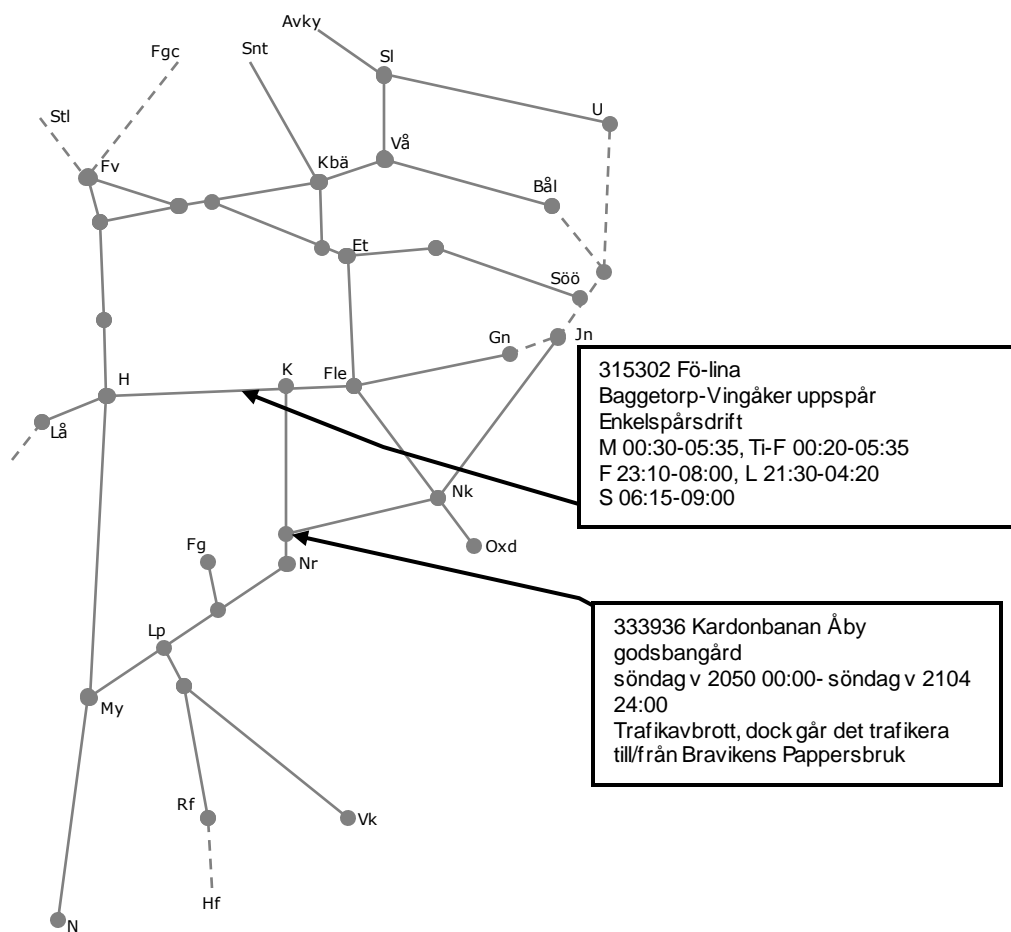 Avky
Fgc
Snt
Sl
Stl
U
Fv
Kbä
Vå
Bål
Et
Söö
Gn
Jn
H
K
Fle
Lå
315302 Fö-lina
Baggetorp-Vingåker uppspår
Enkelspårsdrift
M 00:30-05:35, Ti-F 00:20-05:35
F 23:10-08:00, L 21:30-04:20
S 06:15-09:00
Nk
Oxd
Fg
Nr
Lp
My
333936 Kardonbanan Åby
godsbangård
söndag v 2050 00:00- söndag v 2104
24:00
Trafikavbrott, dock går det trafikera
till/från Bravikens Pappersbruk
Rf
Vk
Hf
N